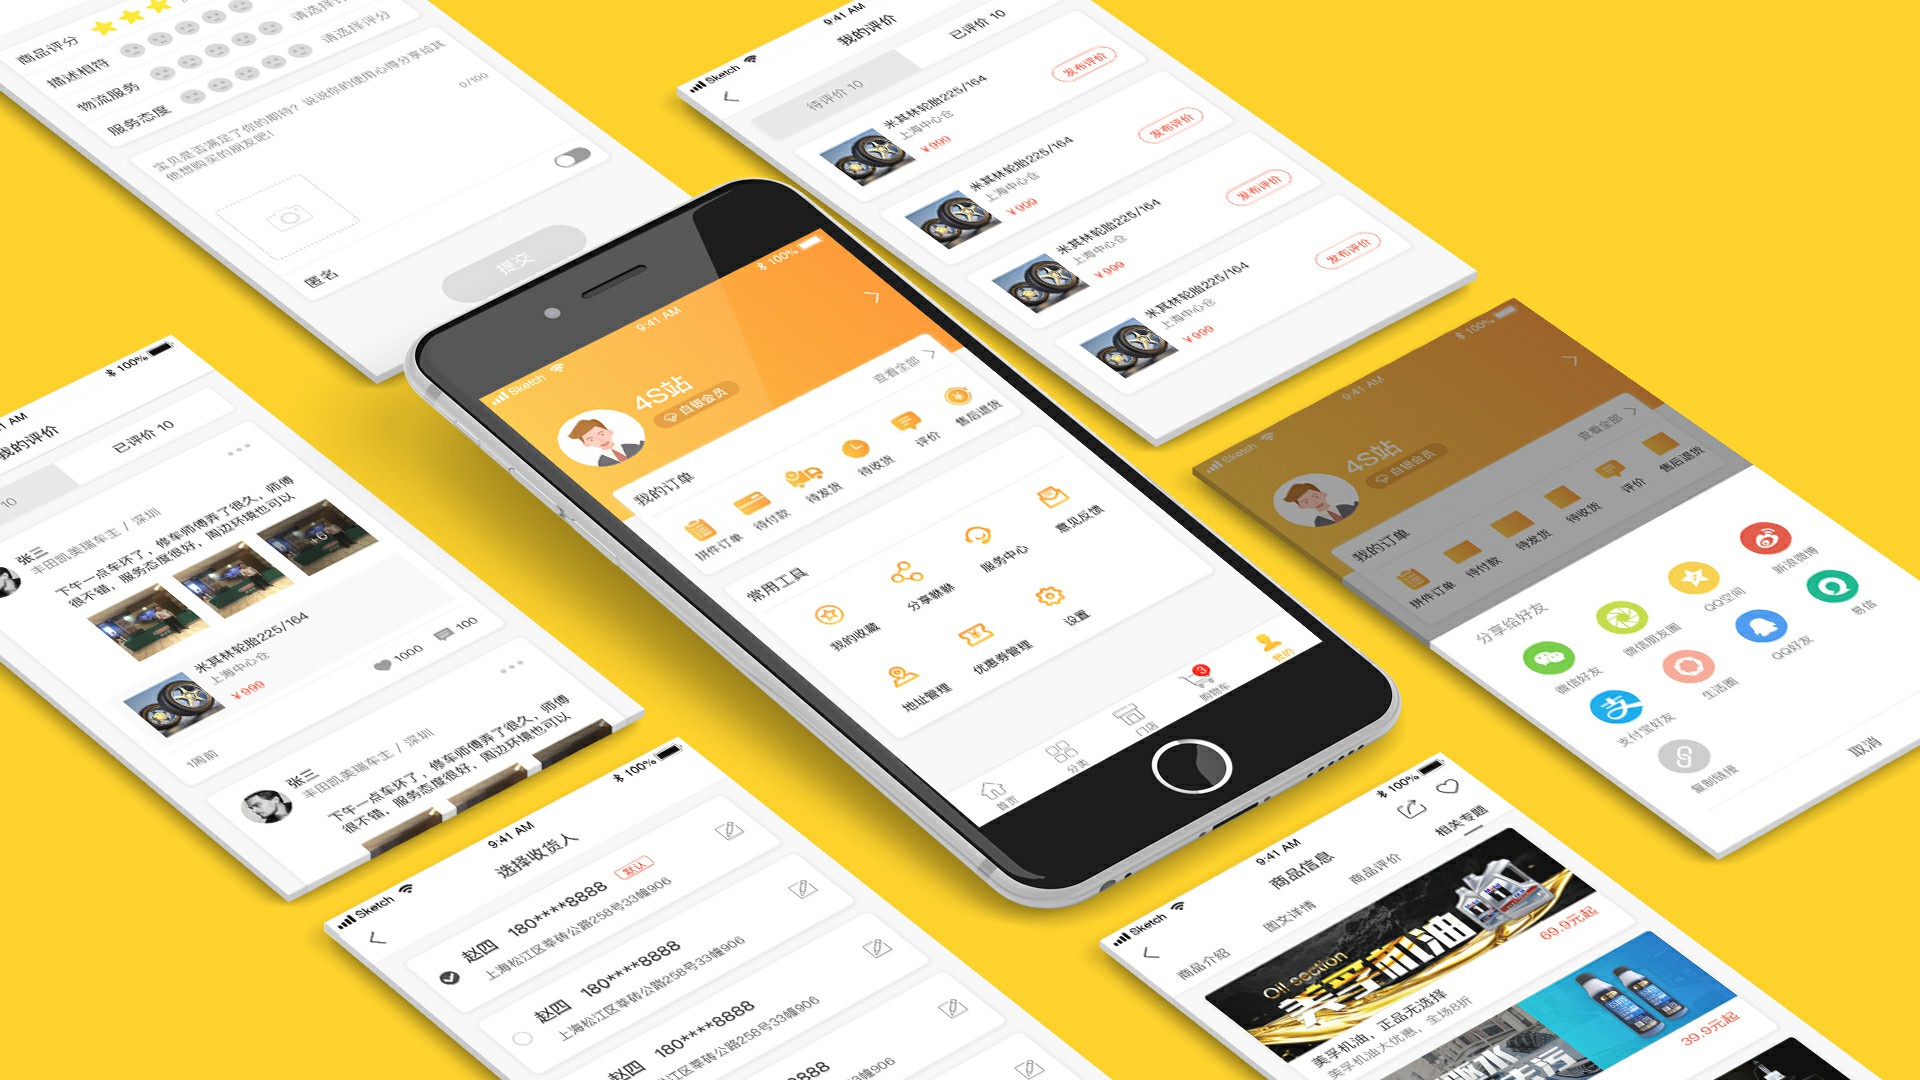 商品评分
描述相符
请选择评分
物流服务
请选择评分
服务态度
宝贝是否满足了你的期待?说说你的使用心得分享给其
他想购买的朋友吧!
0/100
匿名
提交
9:41 AM
Sketch
我的评价
待评价 10
已评价 10
米其林轮胎225/164
上海中心仓
¥999
发布评价
米其林轮胎225/164
上海中心仓
¥999
发布评价
米其林轮胎225/164
上海中心仓
¥999
发布评价
米其林轮胎225/164
上海中心仓
¥999
发布评价
Sketch
9:41 AM
100%
4S站
白银会员
我的订单
查看全部
拼件订单
待付款
待发货
待收货
评价
售后退货
常用工具
我的收藏
分享躲躲
服务中心
意见反馈
地址管理
优惠券管理
设置
首页
分类
门店
3
购物车
我的
AM
100%
我的评价
10
已评价 10
张三
丰田凯美瑞车主 / 深圳
下午一点车坏了,修车师傅弄了很久,师傅
很不错,服务态度很好,周边环境也可以
+6
米其林轮胎225/164
上海中心仓
¥999
1周前
1000
100
张三
丰田凯美瑞车主 / 深圳
下午一点车坏了,修车师傅弄了很久,师傅
很不错,服务态度很好,周边环境也可以
Sketch
9:41 AM
100%
4S站
白银会员
我的订单
查看全部
拼件订单
待付款
待发货
待收货
评价
售后退货
分享给好友
微信好友
微信朋友圈
QQ空间
新浪微博
支付宝好友
生活圈
QQ好友
易信
复制链接
取消
Sketch
9:41 AM
100%
选择收货人
赵四 180****8888
默认
上海松江区莘砖公路258号33幢906
赵四 180****8888
上海松江区莘砖公路258号33幢906
赵四 180****8888
上海松江区莘砖公路258号33幢906
8888
Sketch
9:41 AM
100%
商品信息
商品介绍
图文详情
商品评价
相关专题
Oil section
美孚机油
Mobil 1
美孚机油,正品无选择
美孚机油大优惠,全场8折
69.9元起
39.9元起